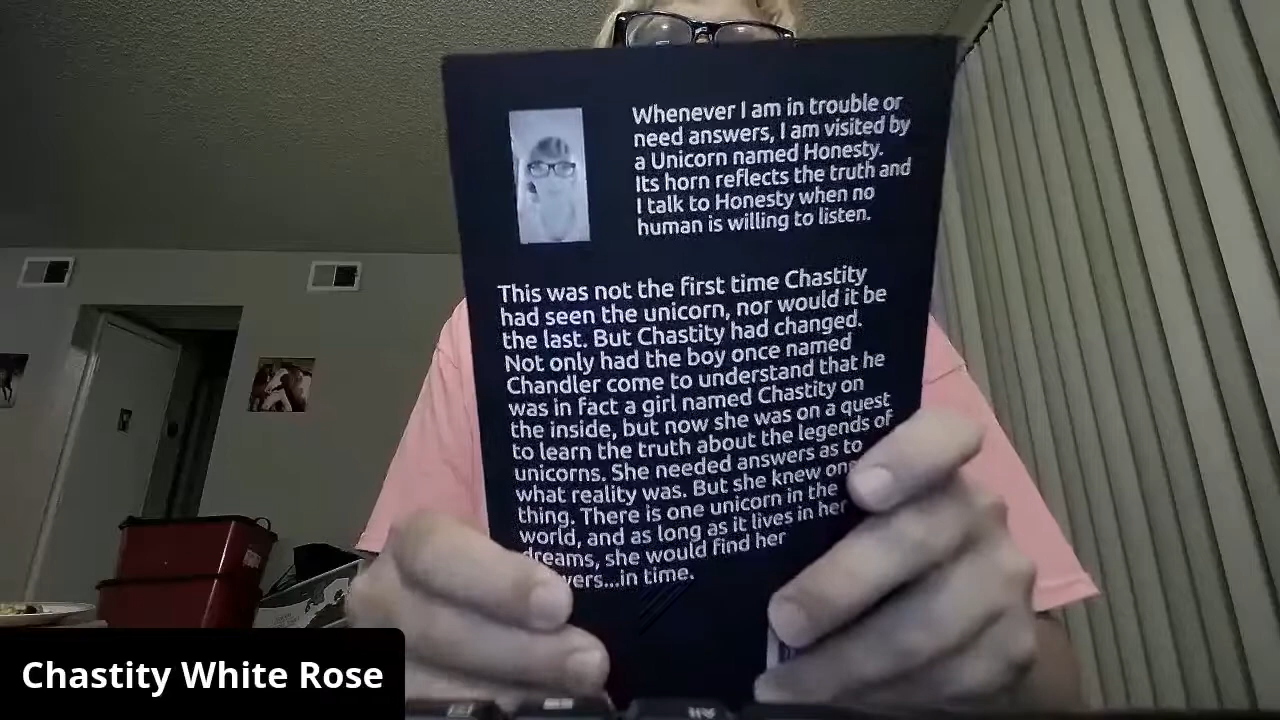 Whenever I am in trouble or
need answers, I am visited by
a Unicorn named Honesty.
Its horn reflects the truth and
I talk to Honesty when no
human is willing to listen.
This was not the first time Chastity
had seen the unicorn, nor would it be
the last. But Chastity had changed.
Not only had the boy once named
Chandler come to understand that he
was in fact a girl named Chastity on
the inside, but now she was on a quest
to learn the truth about the legends of
unicorns. She needed answers as to
what reality was. But she knew one
thing. There is one unicorn in the
world, and as long as it lives in her
dreams, she would find her
in time.
Chastity White Rose